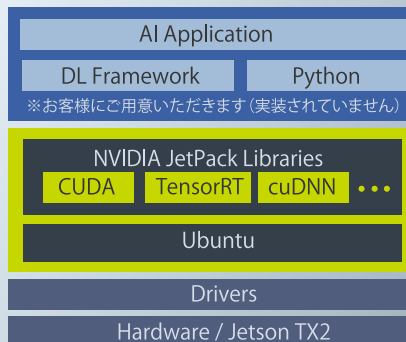 AI Application
DL Framework Python
※お客様にご用意いただきます(実装されていません)
NVIDIA JetPack Libraries
CUDA TensorRT cuDNN •••
Ubuntu
Drivers
Hardware / Jetson TX2